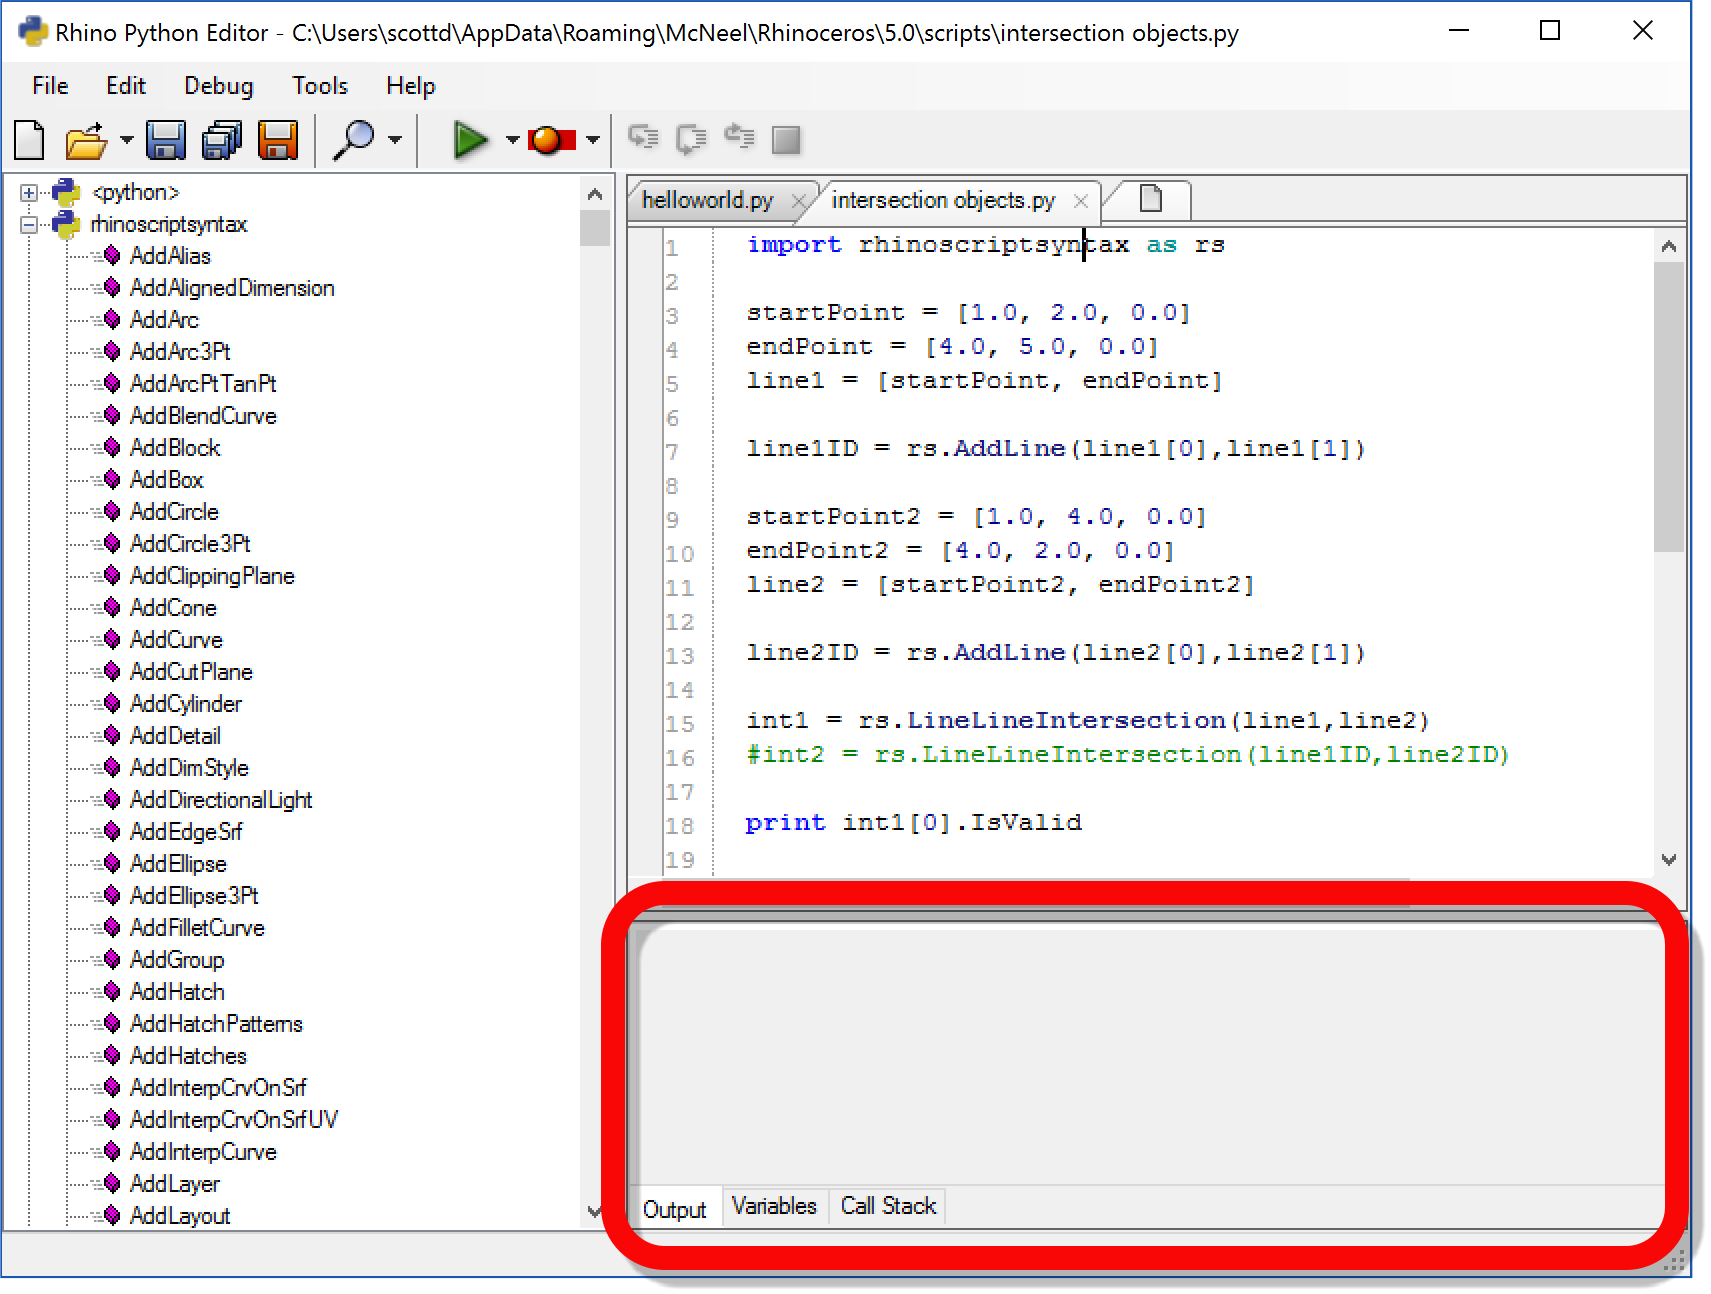 Rhino Python Editor - C:\Users\scottd\AppData\Roaming\McNeel\Rhinoceros\5.0\scripts\intersection objects.py
File Edit Debug Tools Help
<python>
rhinoscriptsyntax
AddAlias
AddAlignedDimension
AddArc
AddArc3Pt
AddArcPtTanPt
AddBlendCurve
AddBlock
AddBox
AddCircle
AddCircle3Pt
AddClippingPlane
AddCone
AddCurve
AddCutPlane
AddCylinder
AddDetail
AddDimStyle
AddDirectionalLight
AddEdgeSrf
AddEllipse
AddEllipse3Pt
AddFilletCurve
AddGroup
AddHatch
AddHatchPatterns
AddHatches
AddInterpCrvOnSrf
AddInterpCrvOnSrfUV
AddInterpCurve
AddLayer
AddLayout
helloworld.py intersection objects.py
1 import rhinoscriptsyntax as rs
2
3 startPoint = [1.0, 2.0, 0.0]
4 endPoint = [4.0, 5.0, 0.0]
5 line1 = [startPoint, endPoint]
6
7 line1ID = rs.AddLine(line1[0],line1[1])
8
9 startPoint2 = [1.0, 4.0, 0.0]
10 endPoint2 = [4.0, 2.0, 0.0]
11 line2 = [startPoint2, endPoint2]
12
13 line2ID = rs.AddLine(line2[0],line2[1])
14
15 int1 = rs.LineLineIntersection(line1,line2)
16 #int2 = rs.LineLineIntersection(line1ID,line2ID)
17
18 print int1[0].IsValid
19
Output Variables Call Stack